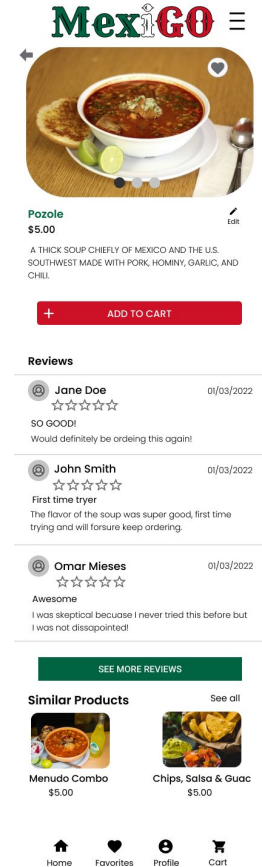 MexiGO
Pozole
Edit
$5.00
A THICK SOUP CHIEFLY OF MEXICO AND THE U.S.
SOUTHWEST MADE WITH PORK, HOMINY, GARLIC, AND
CHILI.
+ ADD TO CART
Reviews
Jane Doe 01/03/2022
SO GOOD!
Would definitely be ordeing this again!
John Smith 01/03/2022
First time tryer
The flavor of the soup was super good, first time
trying and will forsure keep ordering.
Omar Mieses 01/03/2022
Awesome
I was skeptical becuase I never tried this before but
I was not dissapointed!
SEE MORE REVIEWS
Similar Products See all
Menudo Combo Chips, Salsa & Guac
$5.00 $5.00
Home Favorites Profile Cart